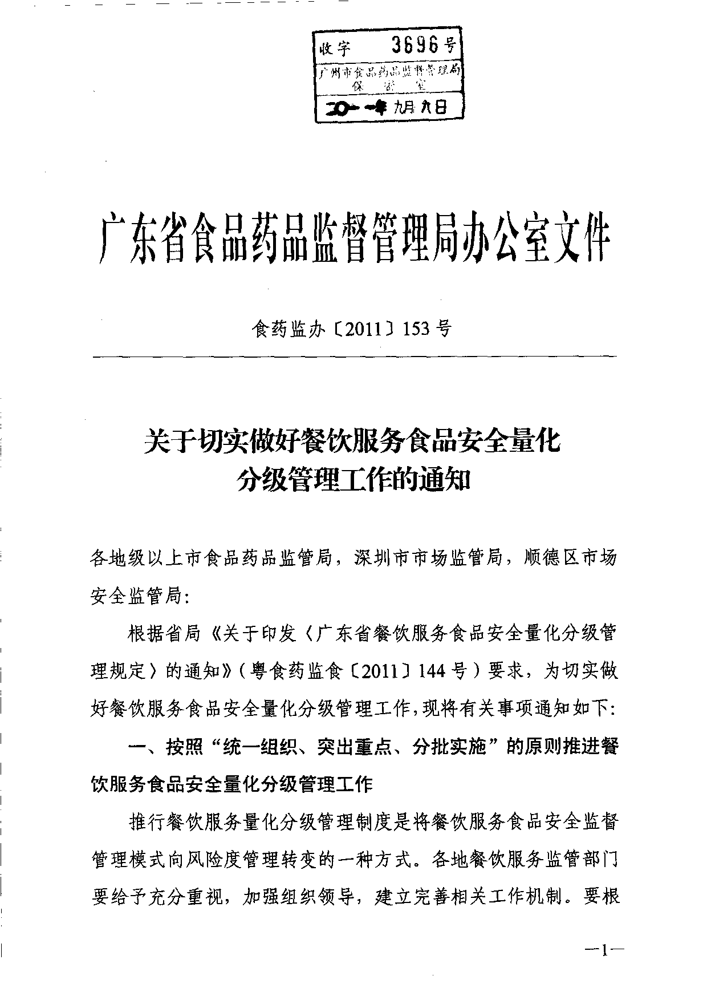 收字 3696号
广州市食品药品监督管理局
保 密 室
二〇一一年九月九日
广东省食品药品监督管理局办公室文件
食药监办〔2011〕153号
关于切实做好餐饮服务食品安全量化
分级管理工作的通知
各地级以上市食品药品监管局，深圳市市场监管局，顺德区市场
安全监管局：
根据省局《关于印发〈广东省餐饮服务食品安全量化分级管
理规定〉的通知》（粤食药监食〔2011〕144号）要求，为切实做
好餐饮服务食品安全量化分级管理工作，现将有关事项通知如下：
一、按照“统一组织、突出重点、分批实施”的原则推进餐
饮服务食品安全量化分级管理工作
推行餐饮服务量化分级管理制度是将餐饮服务食品安全监督
管理模式向风险度管理转变的一种方式。各地餐饮服务监管部门
要给予充分重视，加强组织领导，建立完善相关工作机制。要根
—1—